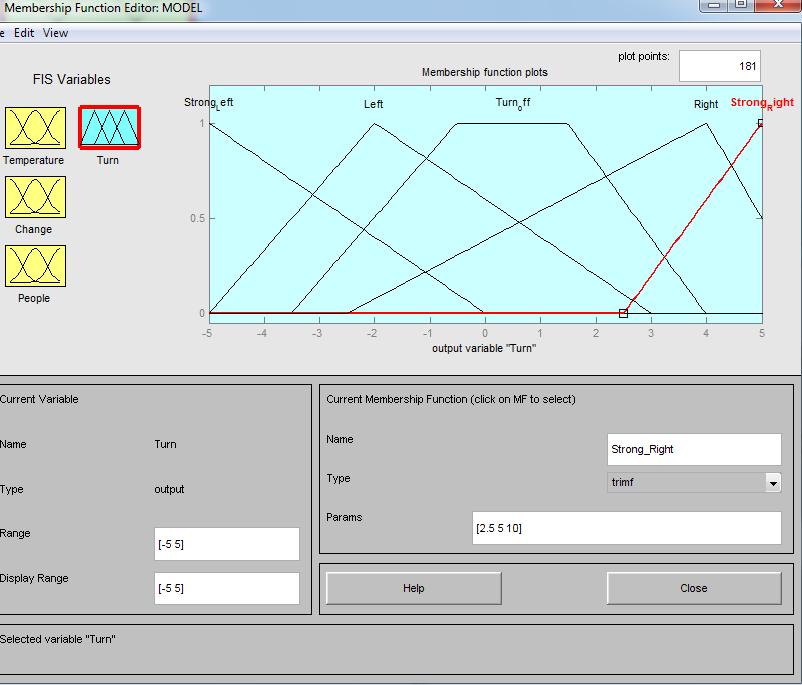 Membership Function Editor: MODEL
e Edit View
FIS Variables
Membership function plots
plot points:
181
Temperature
Turn
Change
People
Strong_Left
Left
Turn_off
Right
Strong_Right
1
0.5
0
-5 -4 -3 -2 -1 0 1 2 3 4 5
output variable "Turn"
Current Variable
Name Turn
Type output
Range [-5 5]
Display Range [-5 5]
Current Membership Function (click on MF to select)
Name Strong_Right
Type trimf
Params [2.5 5 10]
Help Close
Selected variable "Turn"